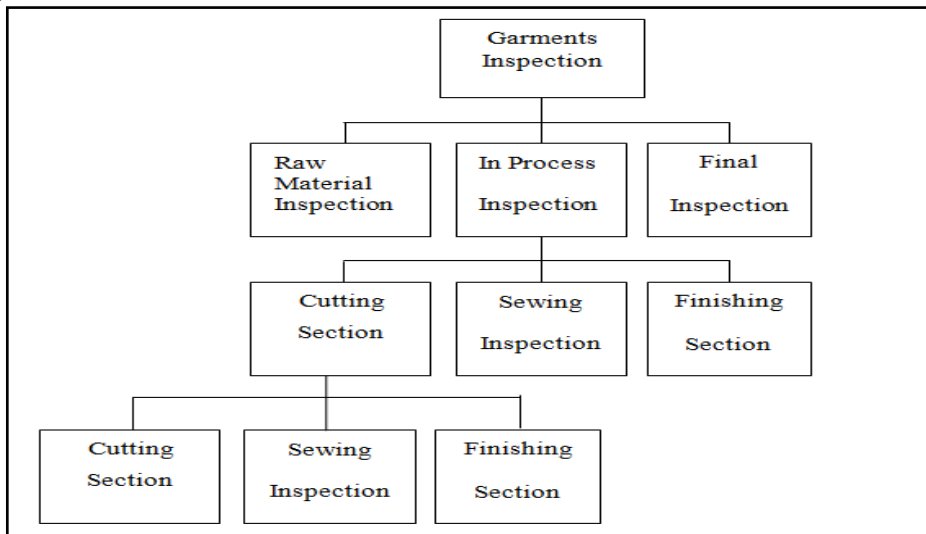 Garments
Inspection
Raw
Material
Inspection
In Process
Inspection
Final
Inspection
Cutting
Section
Sewing
Inspection
Finishing
Section
Cutting
Section
Sewing
Inspection
Finishing
Section